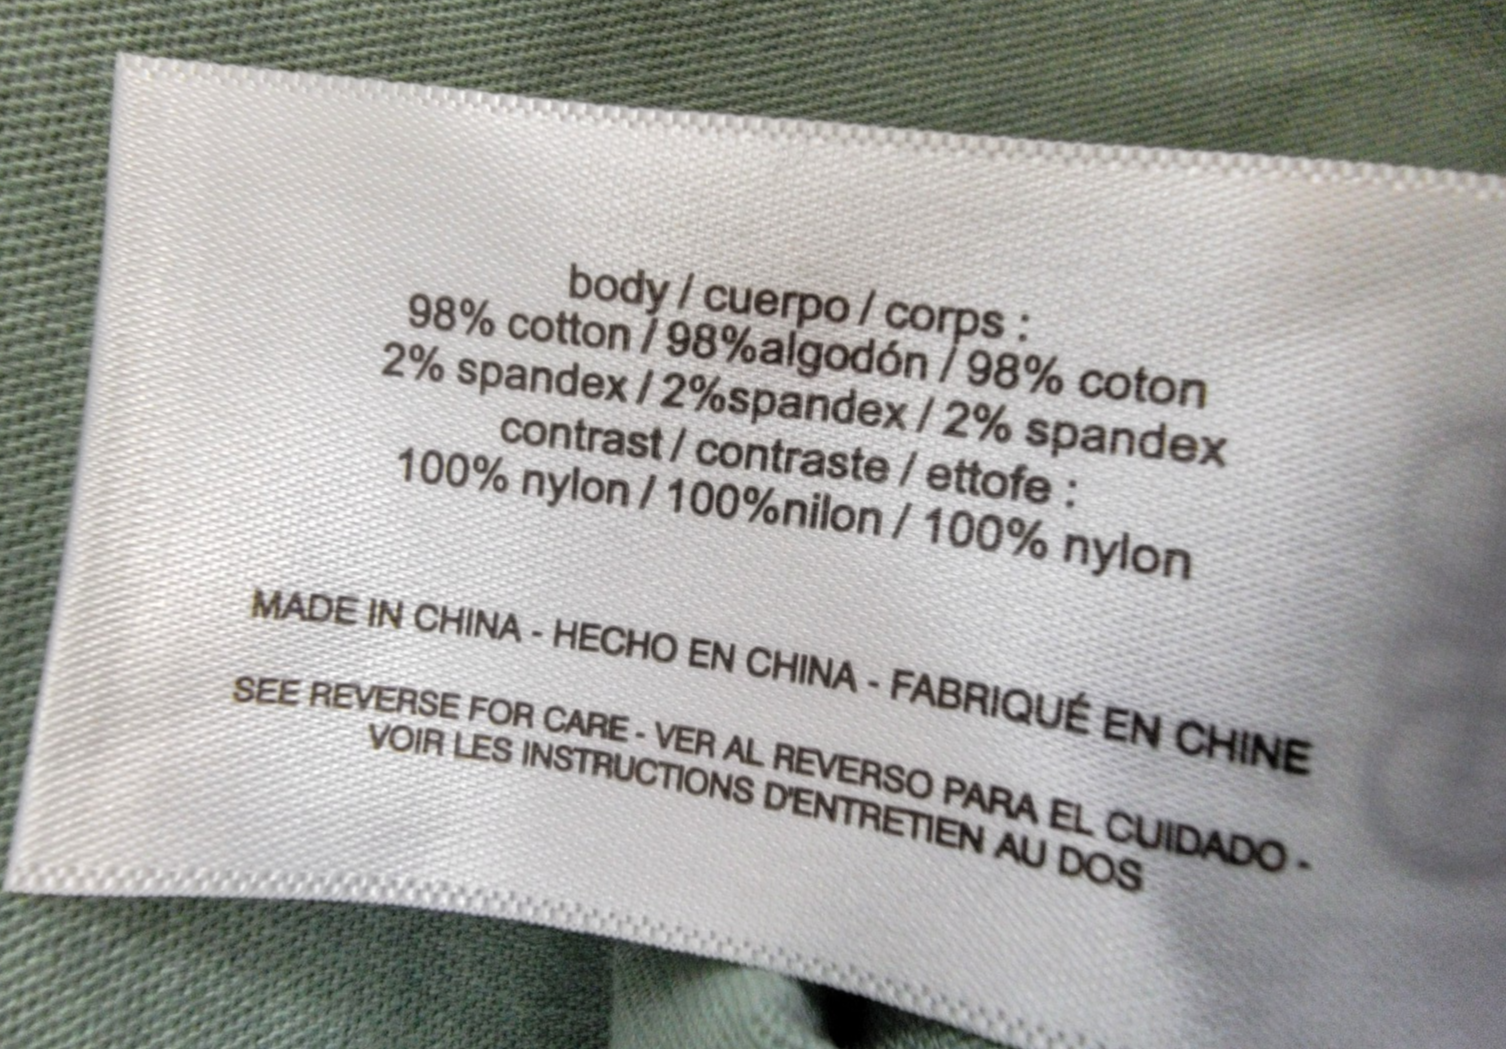 body / cuerpo / corps :
98% cotton / 98%algodón / 98% coton
2% spandex / 2%spandex / 2% spandex
contrast / contraste / ettofe :
100% nylon / 100%nilon / 100% nylon
MADE IN CHINA - HECHO EN CHINA - FABRIQUÉ EN CHINE
SEE REVERSE FOR CARE - VER AL REVERSO PARA EL CUIDADO -
VOIR LES INSTRUCTIONS D'ENTRETIEN AU DOS